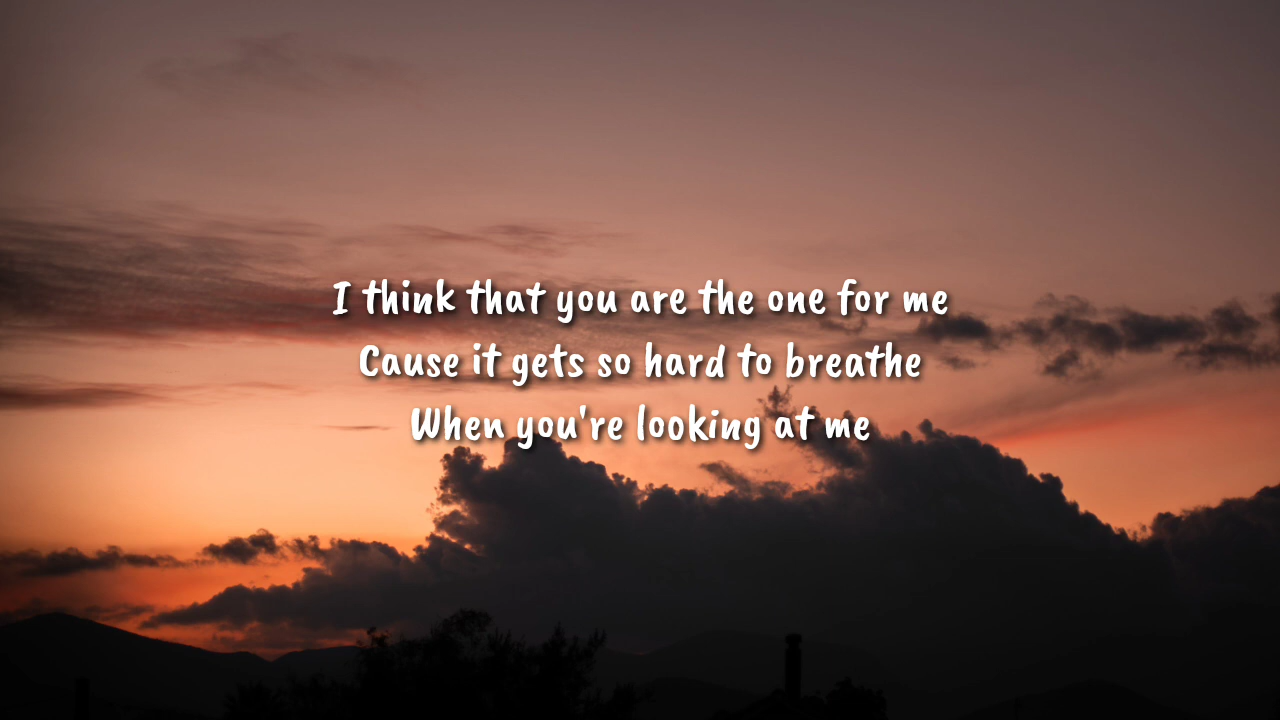 I think that you are the one for me
Cause it gets so hard to breathe
When you're looking at me